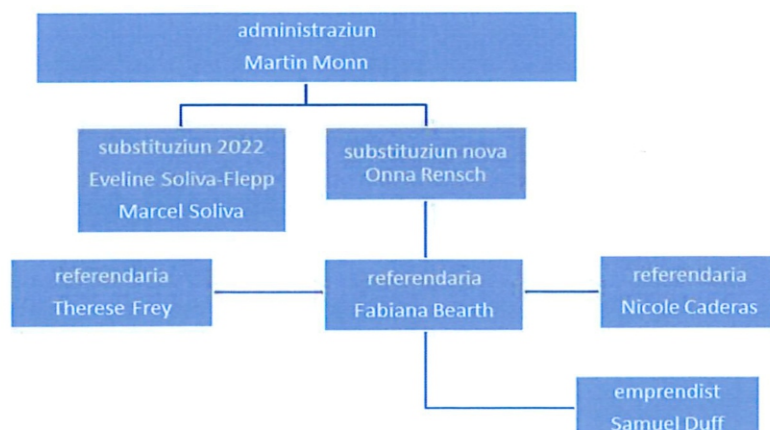 administraziun
Martin Monn
substituziun 2022
Eveline Soliva-Flepp
Marcel Soliva
substituziun nova
Onna Rensch
referendaria
Therese Frey
referendaria
Fabiana Bearth
referendaria
Nicole Caderas
emprendist
Samuel Duff